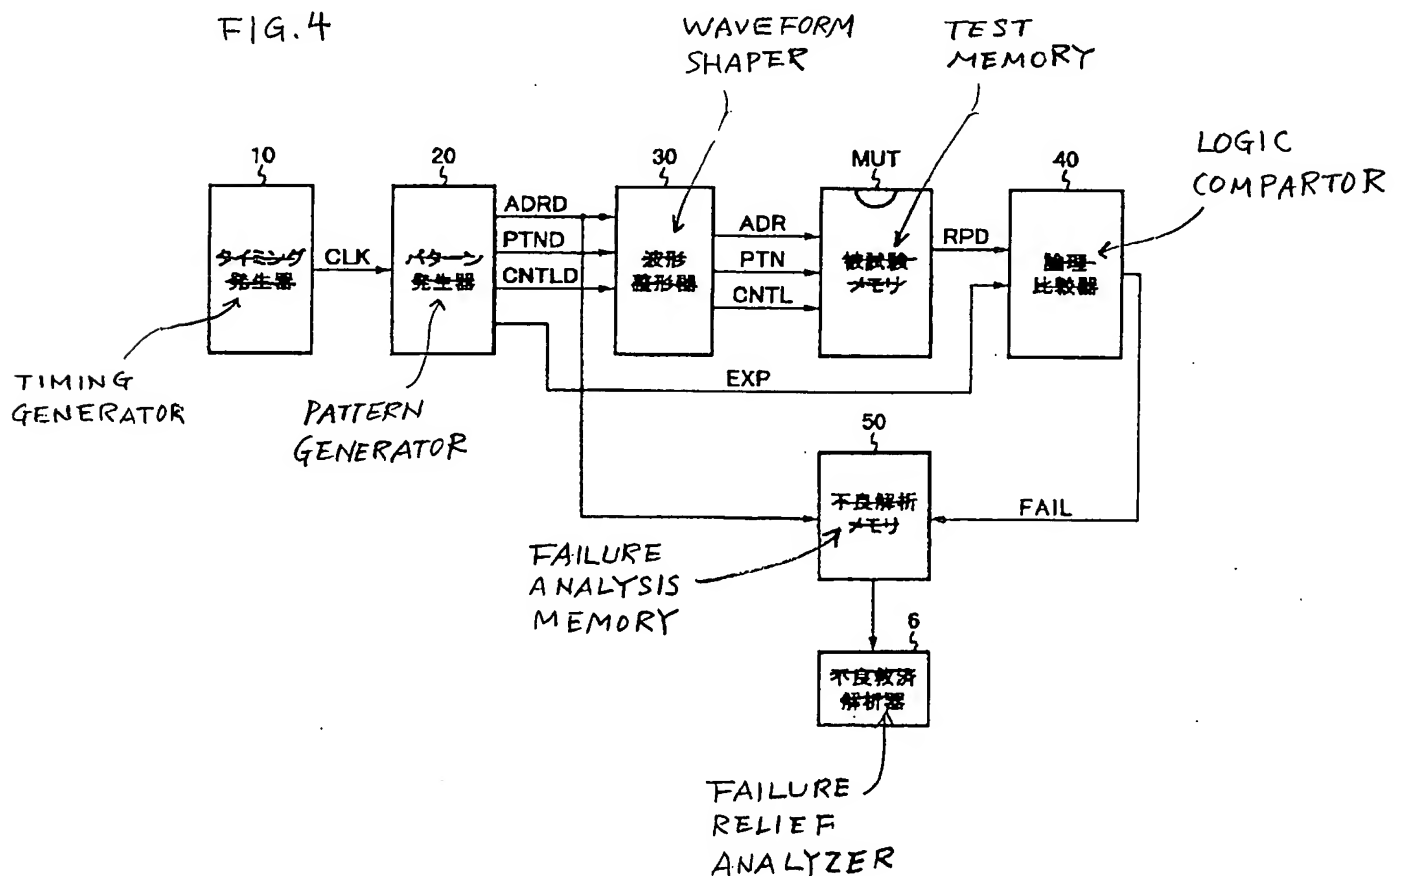 FIG. 4
WAVEFORM
SHAPER
TEST
MEMORY
LOGIC
COMPARTOR
10
20
30
MUT
40
タイミング
発生器
CLK
パターン
発生器
ADRD
PTND
CNTLD
波形
整形器
ADR
PTN
CNTL
被試験
メモリ
RPD
論理
比較器
EXP
TIMING
GENERATOR
PATTERN
GENERATOR
50
不良解析
メモリ
FAIL
FAILURE
ANALYSIS
MEMORY
6
不良救済
解析器
FAILURE
RELIEF
ANALYZER